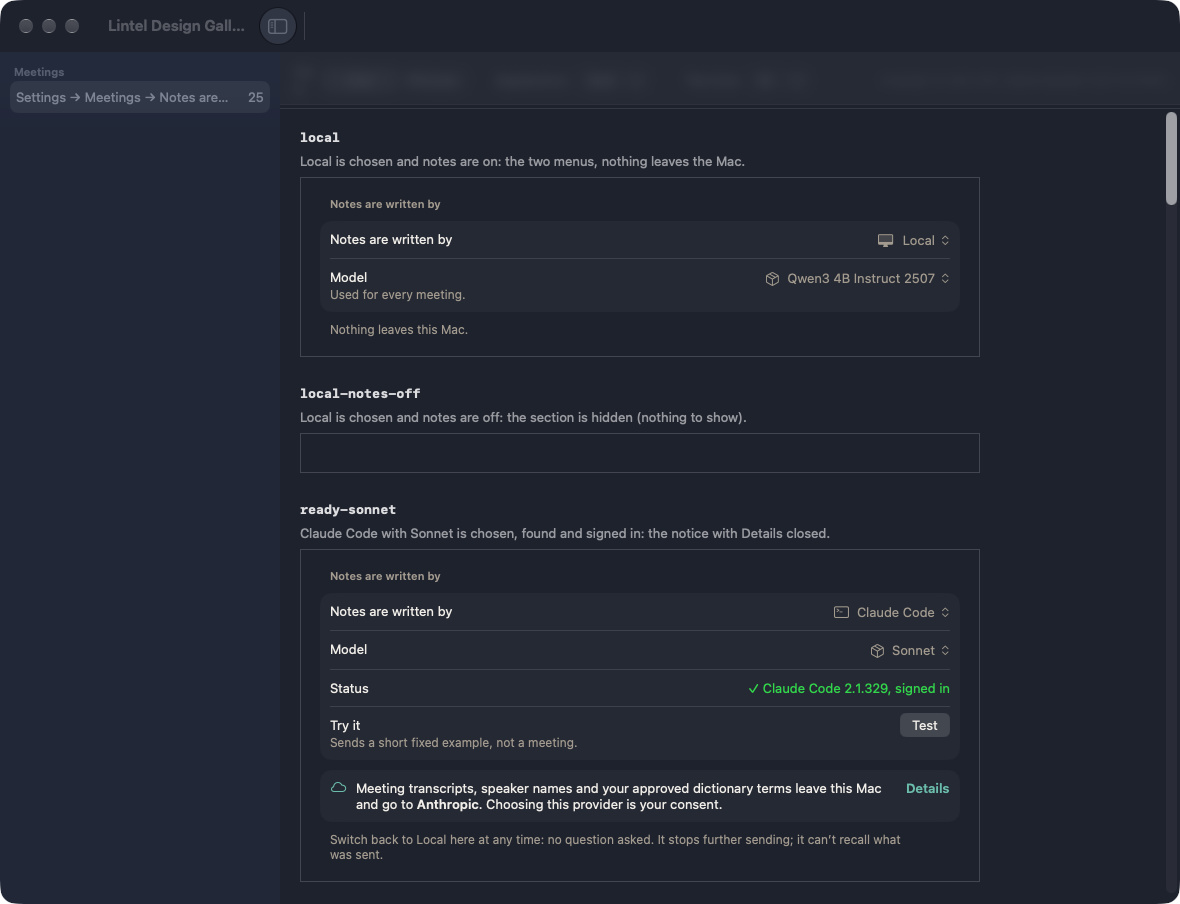 Lintel Design Gall...
Meetings
Settings → Meetings → Notes are... 25
local
Local is chosen and notes are on: the two menus, nothing leaves the Mac.
Notes are written by
Notes are written by Local
Model Qwen3 4B Instruct 2507
Used for every meeting.
Nothing leaves this Mac.
local-notes-off
Local is chosen and notes are off: the section is hidden (nothing to show).
ready-sonnet
Claude Code with Sonnet is chosen, found and signed in: the notice with Details closed.
Notes are written by
Notes are written by Claude Code
Model Sonnet
Status ✓ Claude Code 2.1.329, signed in
Try it Test
Sends a short fixed example, not a meeting.
Meeting transcripts, speaker names and your approved dictionary terms leave this Mac Details
and go to Anthropic. Choosing this provider is your consent.
Switch back to Local here at any time: no question asked. It stops further sending; it can't recall what
was sent.